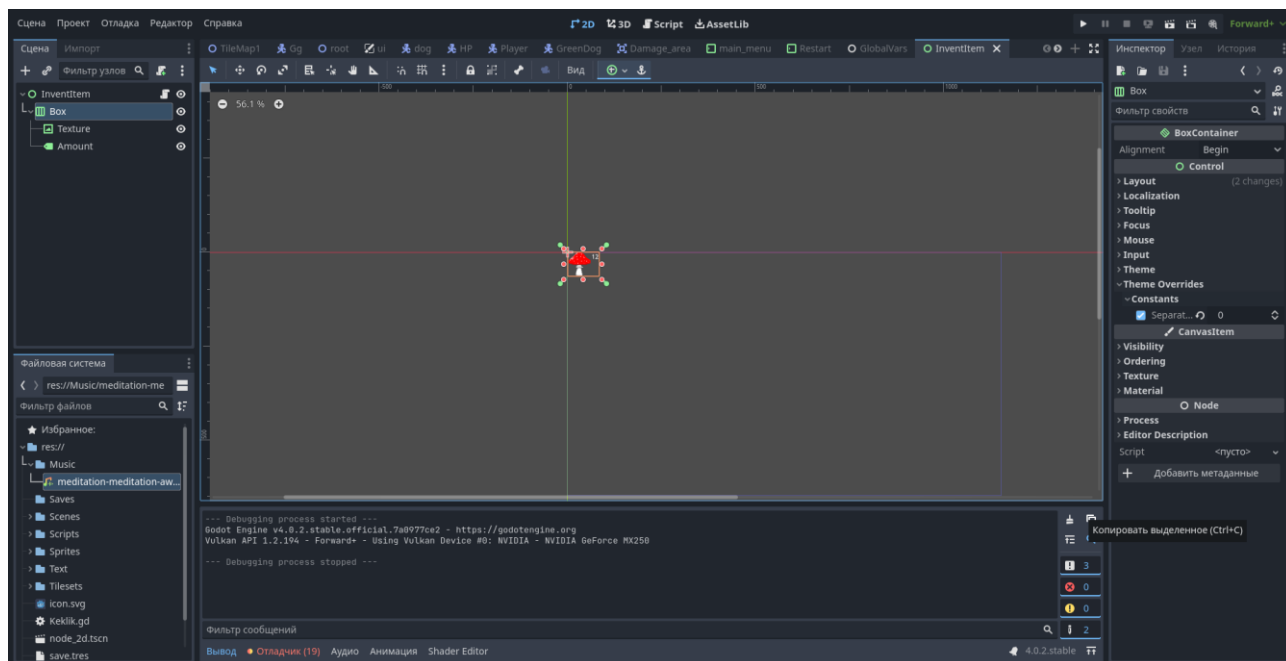 Сцена Проект Отладка Редактор Справка
2D 3D Script AssetLib
Forward+
Сцена Импорт
TileMap1 Gg root ui dog HP Player GreenDog Damage_area main_menu Restart GlobalVars InventItem
Инспектор Узел История
Фильтр узлов
Вид
InventItem
Box
Texture
Amount
56.1 %
-500 0 500 1000
12
500
Box
Фильтр свойств
BoxContainer
Alignment Begin
Control
Layout (2 changes)
Localization
Tooltip
Focus
Mouse
Input
Theme
Theme Overrides
Constants
Separat... 0
CanvasItem
Visibility
Ordering
Texture
Material
Node
Process
Editor Description
Script <пусто>
Добавить метаданные
Файловая система
res://Music/meditation-me
Фильтр файлов
Избранное:
res://
Music
meditation-meditation-aw...
Saves
Scenes
Scripts
Sprites
Text
Tilesets
icon.svg
Keklik.gd
node_2d.tscn
save.tres
--- Debugging process started ---
Godot Engine v4.0.2.stable.official.7a0977ce2 - https://godotengine.org
Vulkan API 1.2.194 - Forward+ - Using Vulkan Device #0: NVIDIA - NVIDIA GeForce MX250
--- Debugging process stopped ---
Копировать выделенное (Ctrl+C)
3
0
0
2
Фильтр сообщений
Вывод Отладчик (19) Аудио Анимация Shader Editor
4.0.2.stable